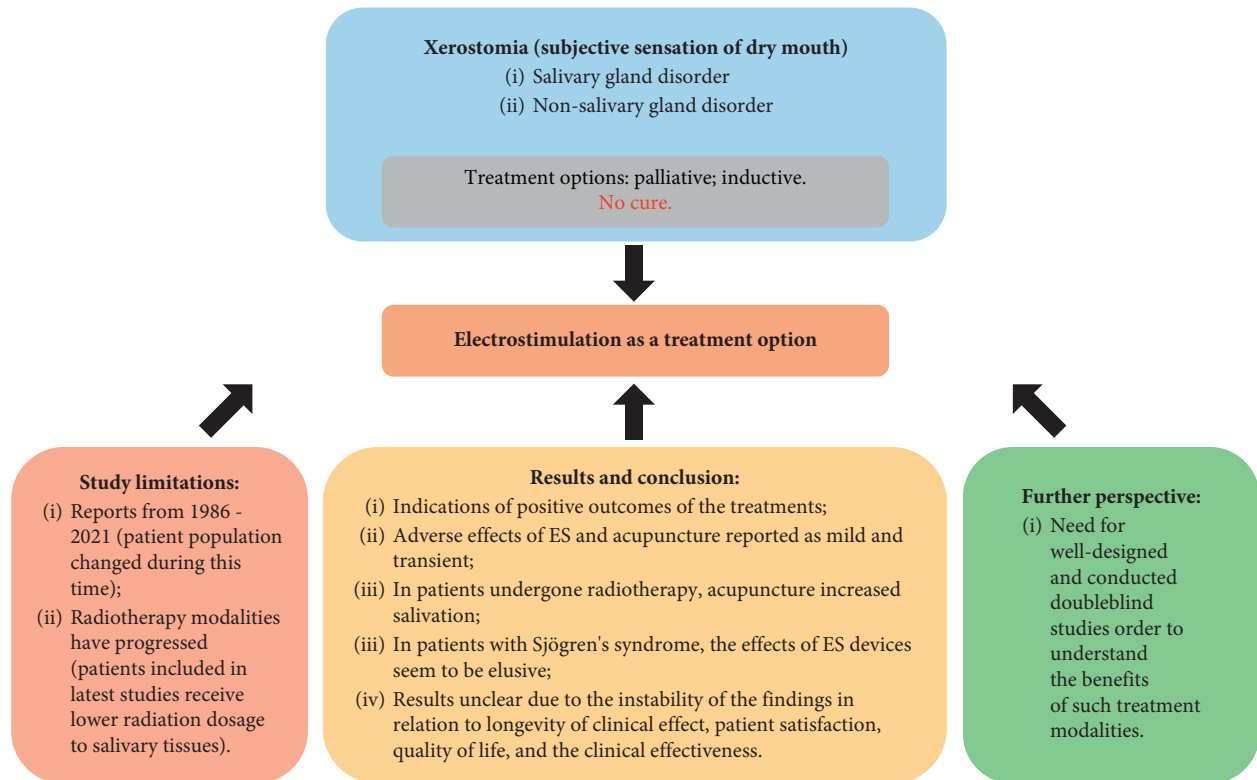 Xerostomia (subjective sensation of dry mouth)
(i) Salivary gland disorder
(ii) Non-salivary gland disorder
Treatment options: palliative; inductive.
No cure.
Electrostimulation as a treatment option
Study limitations:
(i) Reports from 1986 -
2021 (patient population
changed during this
time);
(ii) Radiotherapy modalities
have progressed
(patients included in
latest studies receive
lower radiation dosage
to salivary tissues).
Results and conclusion:
(i) Indications of positive outcomes of the treatments;
(ii) Adverse effects of ES and acupuncture reported as mild and
transient;
(iii) In patients undergone radiotherapy, acupuncture increased
salivation;
(iii) In patients with Sjögren's syndrome, the effects of ES devices
seem to be elusive;
(iv) Results unclear due to the instability of the findings in
relation to longevity of clinical effect, patient satisfaction,
quality of life, and the clinical effectiveness.
Further perspective:
(i) Need for
well-designed
and conducted
doubleblind
studies order to
understand
the benefits
of such treatment
modalities.